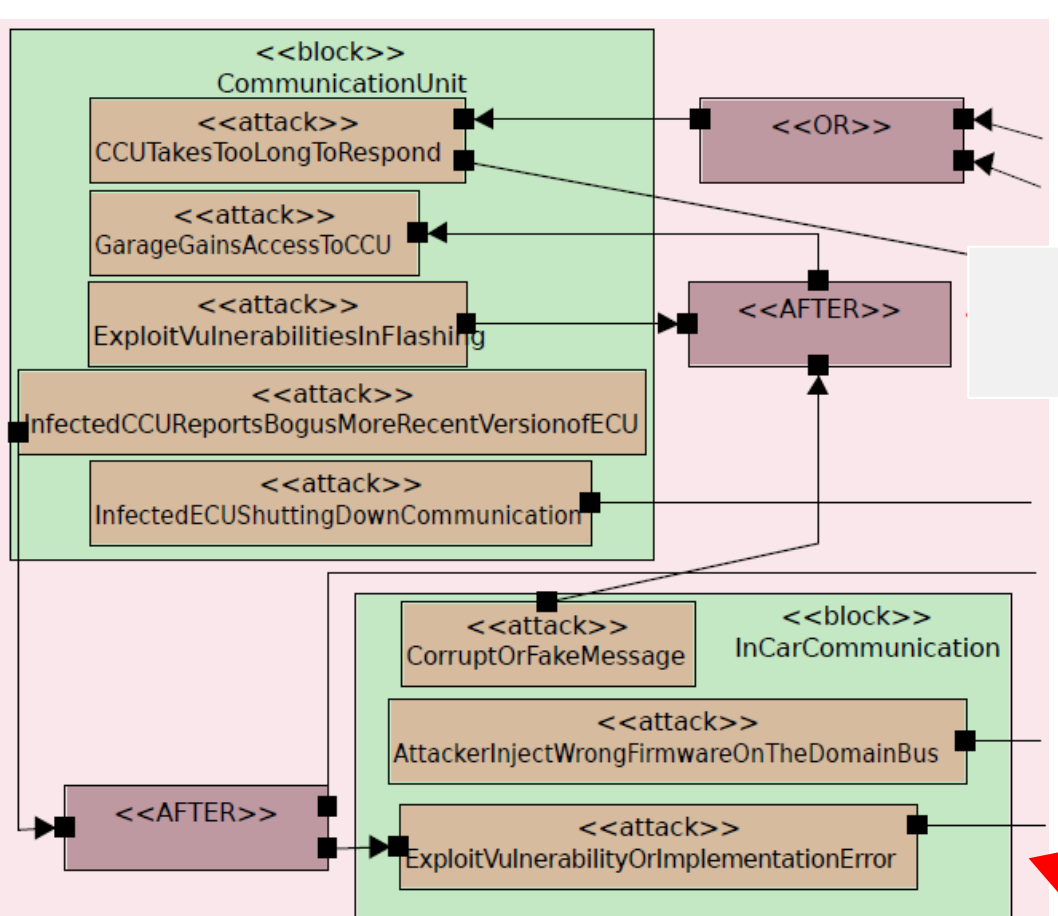 <<block>>
CommunicationUnit
<<attack>>
CCUTakesTooLongToRespond
<<OR>>
<<attack>>
GarageGainsAccessToCCU
<<attack>>
ExploitVulnerabilitiesInFlashing
<<AFTER>>
<<attack>>
InfectedCCUReportsBogusMoreRecentVersionofECU
<<attack>>
InfectedECUShuttingDownCommunication
<<block>>
InCarCommunication
<<attack>>
CorruptOrFakeMessage
<<attack>>
AttackerInjectWrongFirmwareOnTheDomainBus
<<AFTER>>
<<attack>>
ExploitVulnerabilityOrImplementationError